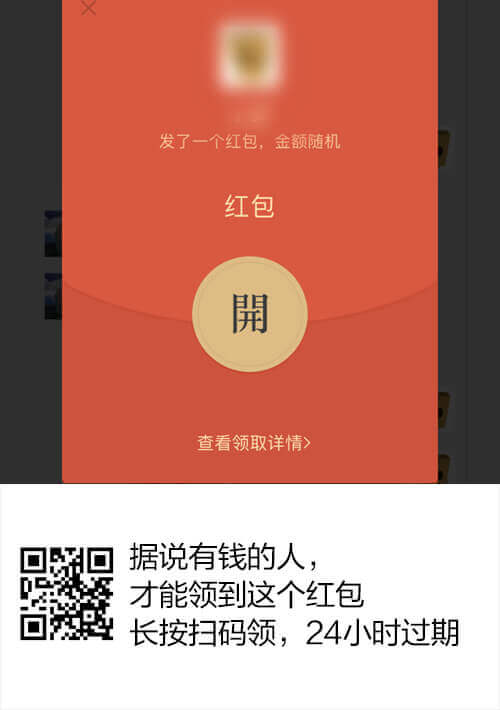 发了一个红包，金额随机
红包
開
查看领取详情>
据说有钱的人，
才能领到这个红包
长按扫码领，24小时过期